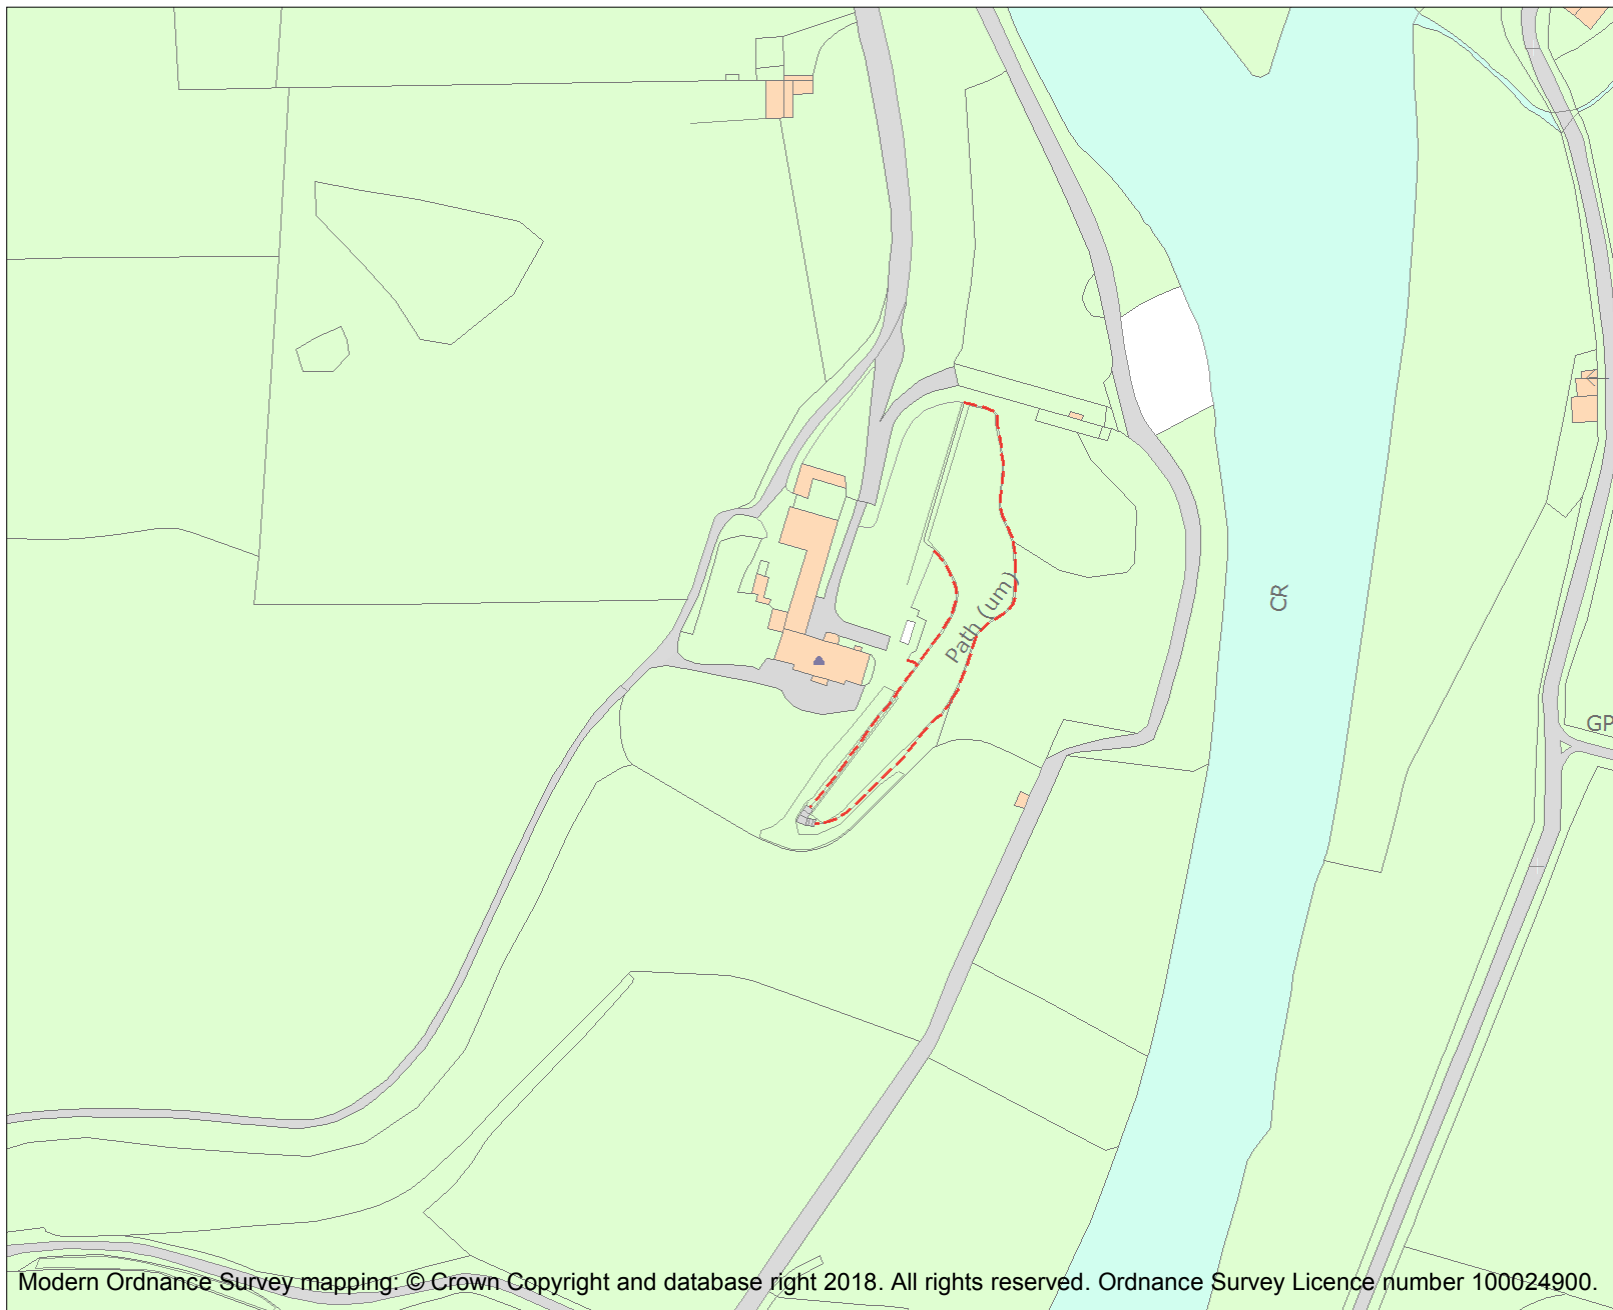 Path (um)
CR
GP
Modern Ordnance Survey mapping: © Crown Copyright and database right 2018. All rights reserved. Ordnance Survey Licence number 100024900.